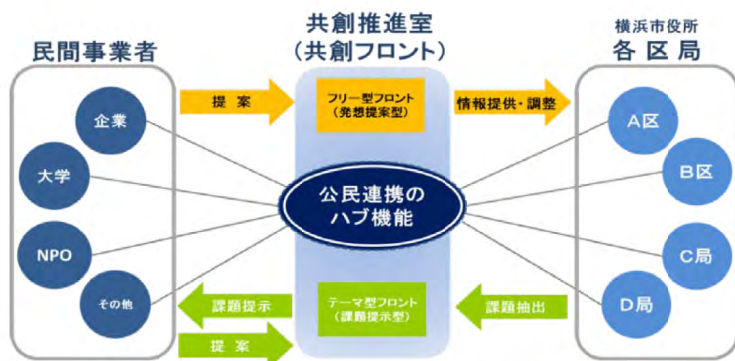 民間事業者
企業
大学
NPO
その他
提 案
課題提示
提 案
共創推進室
（共創フロント）
フリー型フント
（発想提案型）
公民連携の
ハブ機能
テーマ型フロント
（課題提示型）
情報提供・調整
課題抽出
横浜市役所
各区局
A区
B区
C局
D局